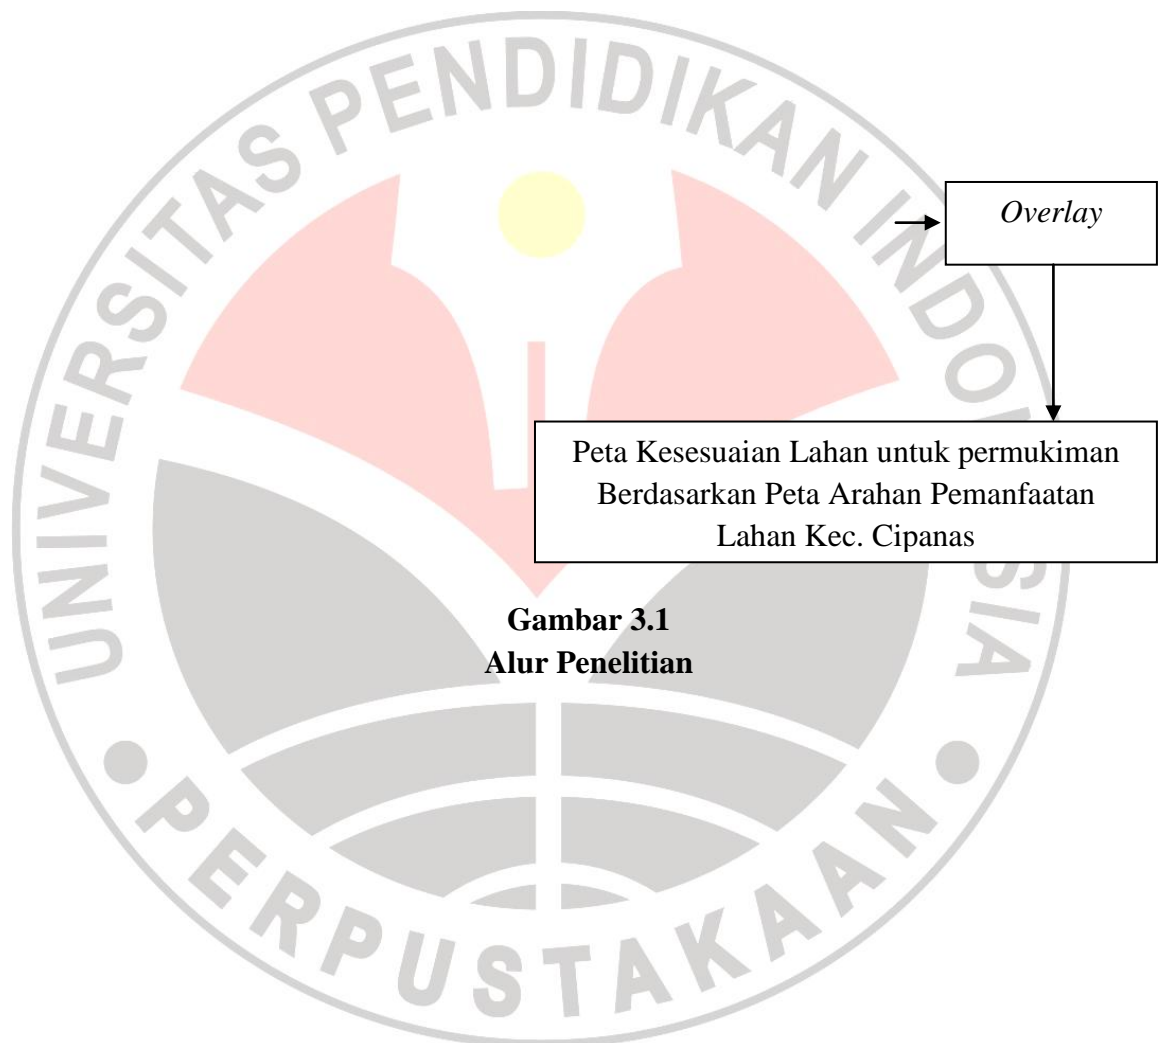 UNIVERSITAS PENDIDIKAN INDONESIA
Overlay
Peta Kesesuaian Lahan untuk permukiman
Berdasarkan Peta Arahan Pemanfaatan
Lahan Kec. Cipanas
Gambar 3.1
Alur Penelitian
PERPUSTAKAAN